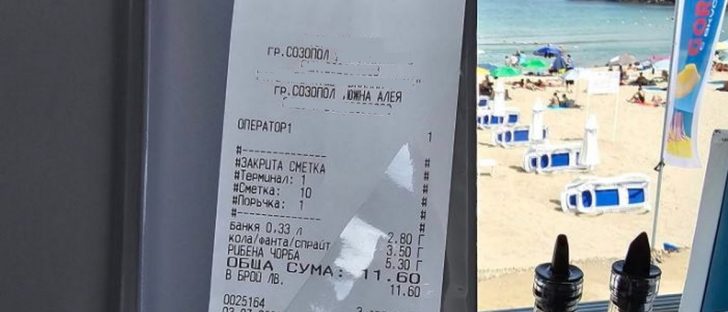 ГР.СОЗОПОЛ
ГР.СОЗОПОЛ ЮЖНА АЛЕЯ
ОПЕРАТОР1 1
#--------------- #
#ЗАКРИТА СМЕТКА #
#Терминал: 1
#Сметка: 10 #
#Поръчка: 1 #
#--------------- #
БАНКЯ 0,33 л 2.80 Г
кола/фанта/спрайт 3.50 Г
РИБЕНА ЧОРБА 5.30 Г
ОБЩА СУМА: 11.60
В БРОЙ ЛВ. 11.60
0025164
DOR